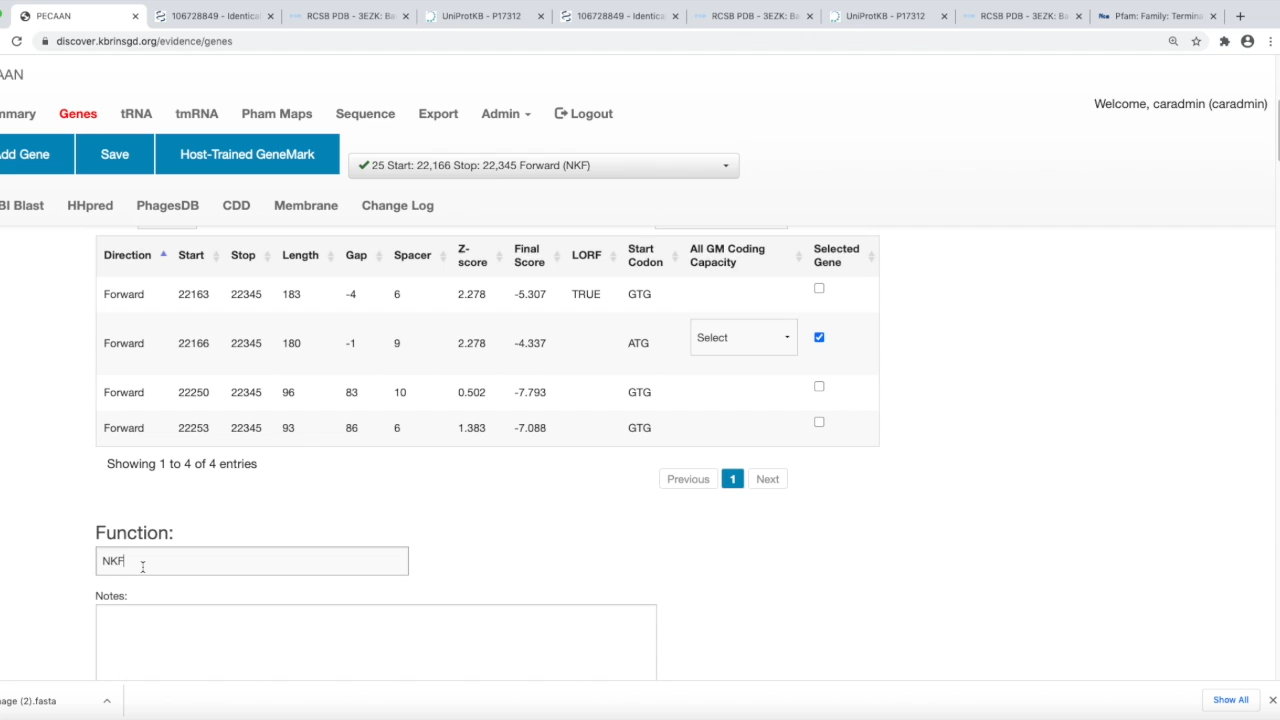 PECAAN
106728849 - Identica
RCSB PDB - 3EZK: Ba
UniProtKB - P17312
106728849 - Identica
RCSB PDB - 3EZK: Ba
UniProtKB - P17312
RCSB PDB - 3EZK: Ba
Pfam: Family: Termina
discover.kbrinsgd.org/evidence/genes
AAN
Welcome, caradmin (caradmin)
mmary Genes tRNA tmRNA Pham Maps Sequence Export Admin Logout
dd Gene Save Host-Trained GeneMark 25 Start: 22,166 Stop: 22,345 Forward (NKF)
BI Blast HHpred PhagesDB CDD Membrane Change Log
Direction Start Stop Length Gap Spacer Z-score Final Score LORF Start Codon All GM Coding Capacity Selected Gene
Forward 22163 22345 183 -4 6 2.278 -5.307 TRUE GTG
Forward 22166 22345 180 -1 9 2.278 -4.337 ATG Select
Forward 22250 22345 96 83 10 0.502 -7.793 GTG
Forward 22253 22345 93 86 6 1.383 -7.088 GTG
Showing 1 to 4 of 4 entries
Previous 1 Next
Function:
NKF
Notes:
nage (2).fasta
Show All